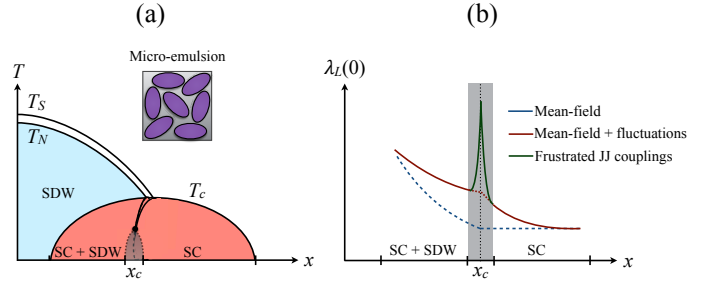 (a)
(b)
Micro-emulsion
T
T_S
T_N
SDW
T_c
SC + SDW
SC
x_c
x
λ_L(0)
Mean-field
Mean-field + fluctuations
Frustrated JJ couplings
SC + SDW
SC
x_c
x